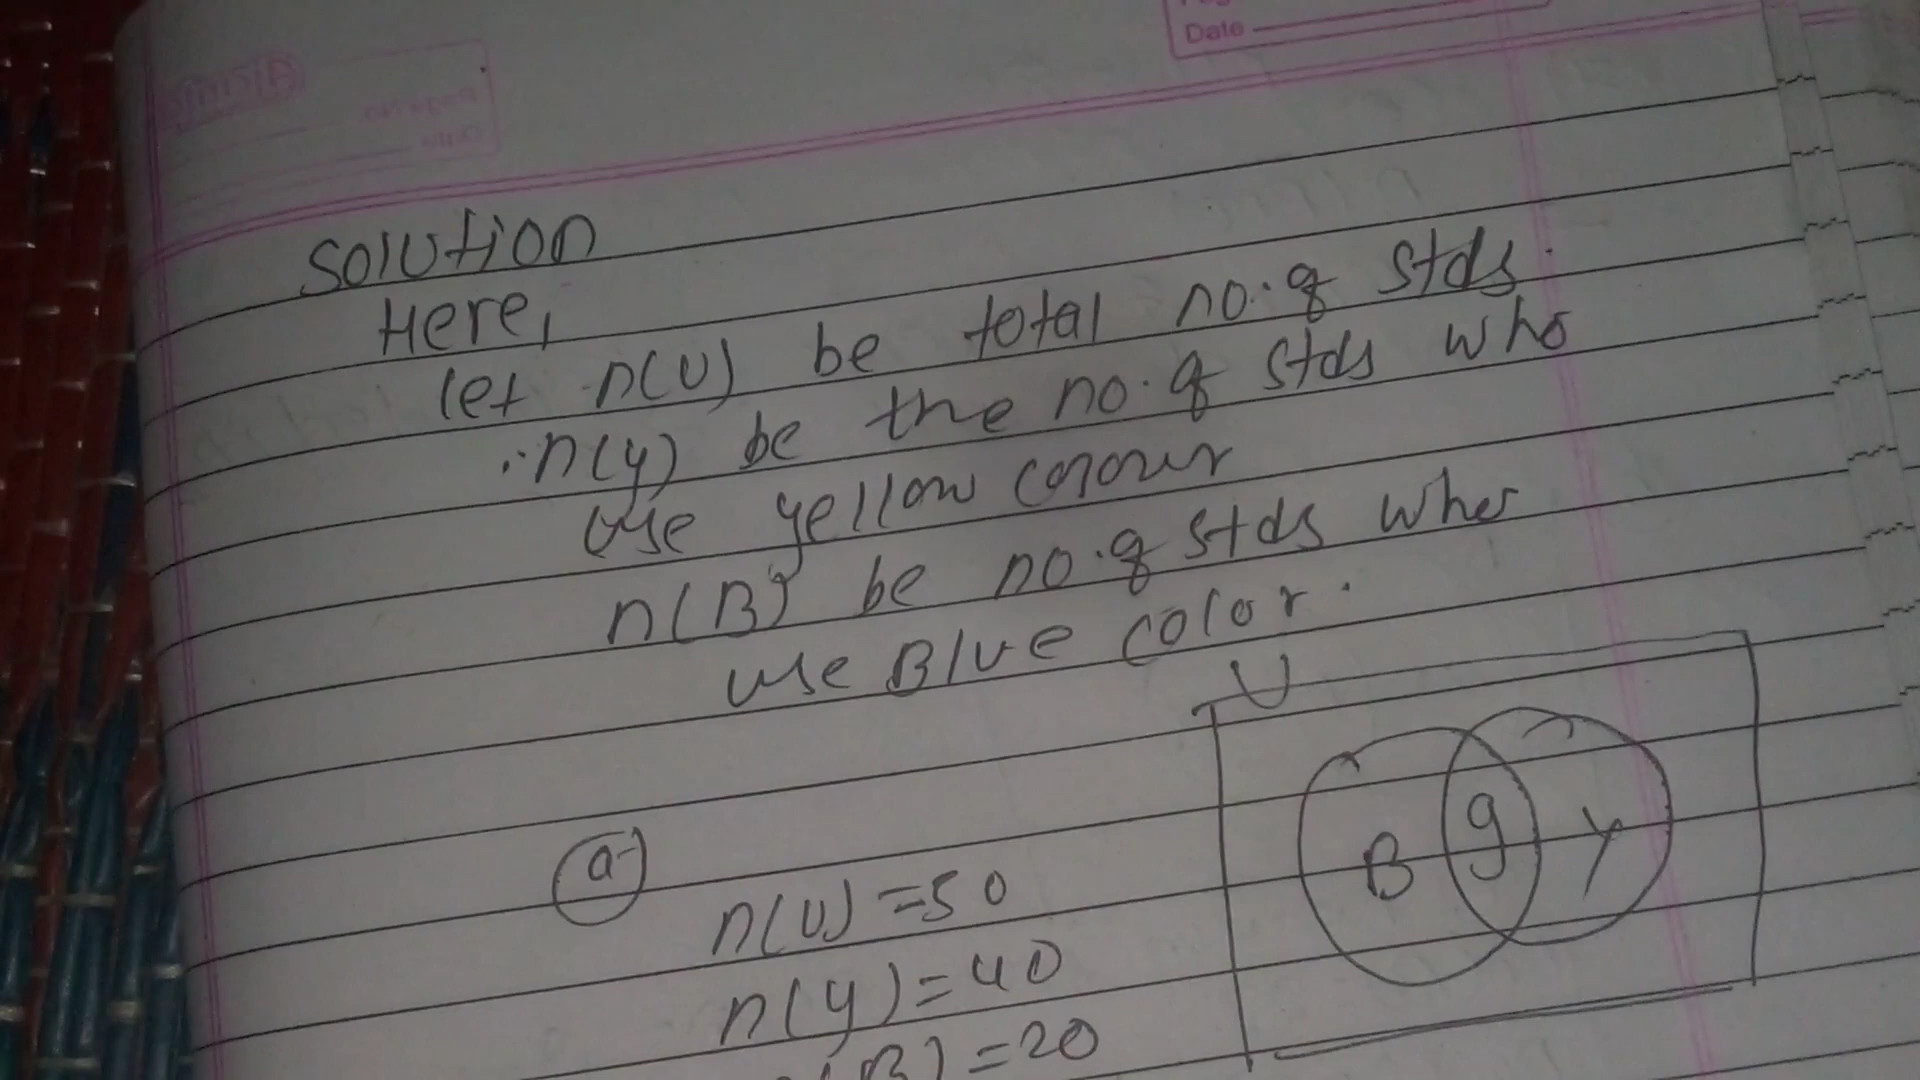 Date
Solution
Here,
let n(U) be total no. of stds.
∴ n(y) be the no. of stds who
use yellow colour
n(B) be no. of stds who
use Blue color.
U
B g y
a)
n(U) = 50
n(y) = 40
(B) = 20